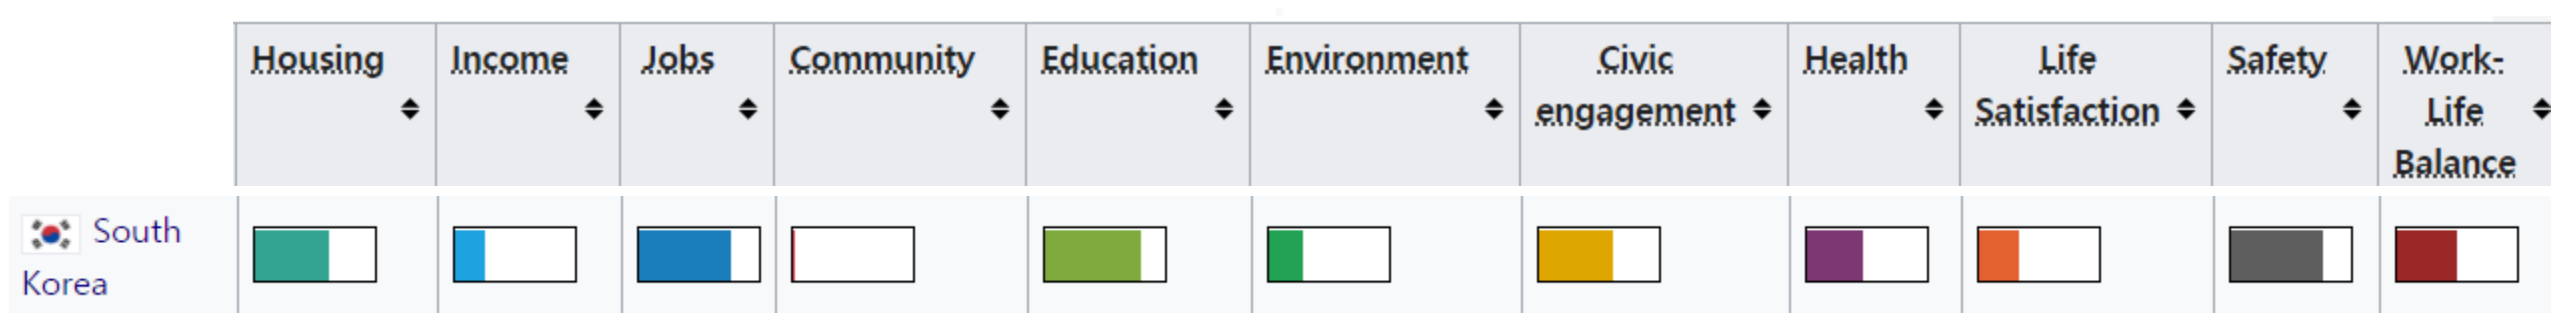 Housing
Income
Jobs
Community
Education
Environment
Civic
engagement
Health
Life
Satisfaction
Safety
Work-
Life
Balance
South
Korea